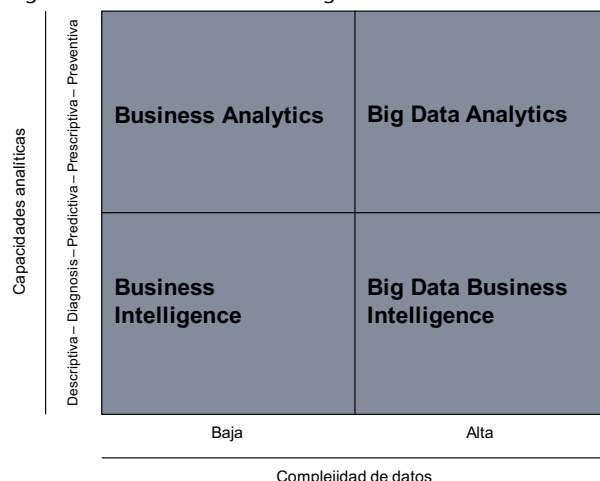 Capacidades analíticas
Descriptiva – Diagnosis – Predictiva – Prescriptiva – Preventiva
Business Analytics
Big Data Analytics
Business
Intelligence
Big Data Business
Intelligence
Baja
Alta
Complejidad de datos